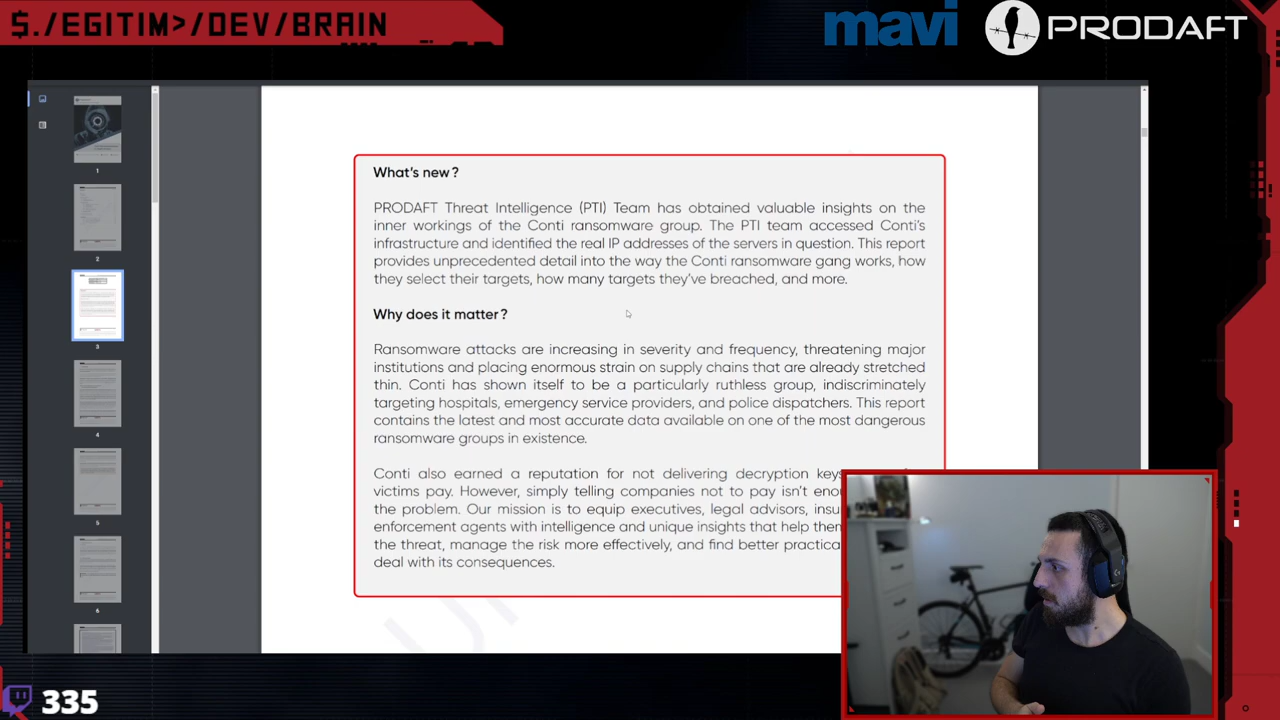 $./EGITIM>/DEV/BRAIN
mavi
PRODAFT
What's new?
PRODAFT Threat Intelligence (PTI) Team has obtained valuable insights on the
inner workings of the Conti ransomware group. The PTI team accessed Conti's
infrastructure and identified the real IP addresses of the servers in question. This report
provides unprecedented detail into the way the Conti ransomware gang works, how
they select their targets, how many targets they've breached, and more.
Why does it matter?
Ransomware attacks are increasing in severity and frequency, threatening major
institutions and placing enormous strain on supply chains that are already stretched
thin. Conti has shown itself to be a particularly ruthless group, indiscriminately
targeting hospitals, emergency service providers, and police dispatchers. This report
contains the latest and most accurate data available on one of the most dangerous
ransomware groups in existence.
Conti also earned a reputation for not delivering decryption
victims pay. However, simply telling companies not to pay isn't
the problem. Our mission is to equip executives, legal advisors,
enforcement agents with intelligence and unique insights that help
the threat, manage the risk more effectively, and find better
deal with its consequences.
1
2
3
4
5
6
335